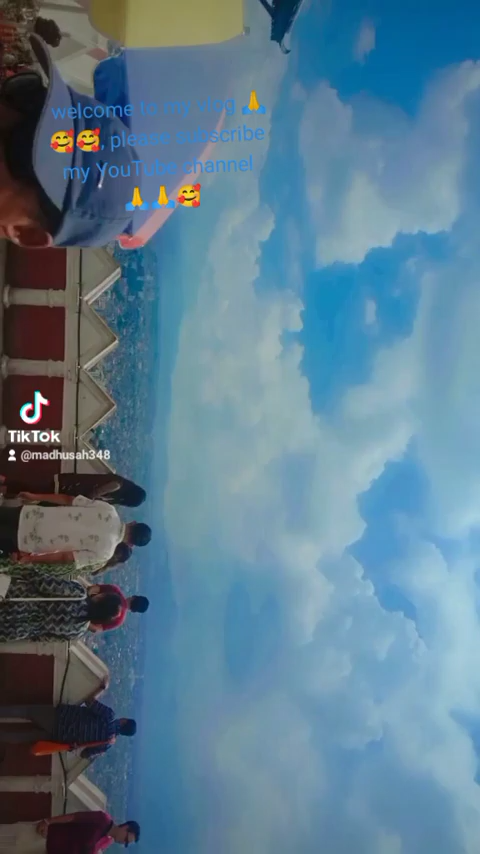 welcome to my vlog 🙏
🥰🥰, please subscribe
my YouTube channel
🙏🙏🥰
TikTok
@madhusah348